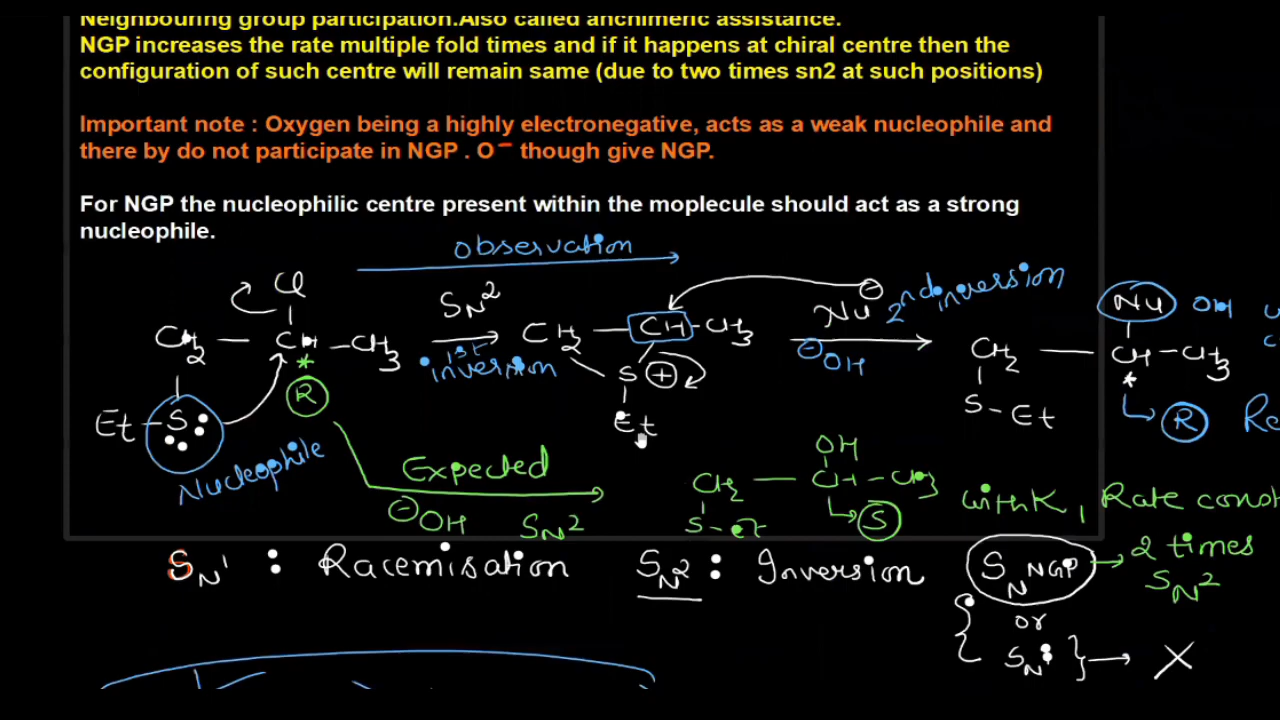 Neighbouring group participation.Also called anchimeric assistance.
NGP increases the rate multiple fold times and if it happens at chiral centre then the
configuration of such centre will remain same (due to two times sn2 at such positions)
Important note : Oxygen being a highly electronegative, acts as a weak nucleophile and
there by do not participate in NGP . O⁻ though give NGP.
For NGP the nucleophilic centre present within the moplecule should act as a strong
nucleophile.
observation
Cl SN2 Nu⊖ 2nd inversion Nu OH
CH2 — CH — CH3 CH2 — CH — CH3 CH2 — CH — CH3
1st inversion ⊖OH
* R S ⊕ * R
Et — S Et S - Et
Nucleophile Expected OH
CH2 — CH — CH3 with K, Rate
⊖OH SN2 S - et S
SN1 : Racemisation SN2 : Inversion SN NGP → 2 times
SN2
or
SN: → X